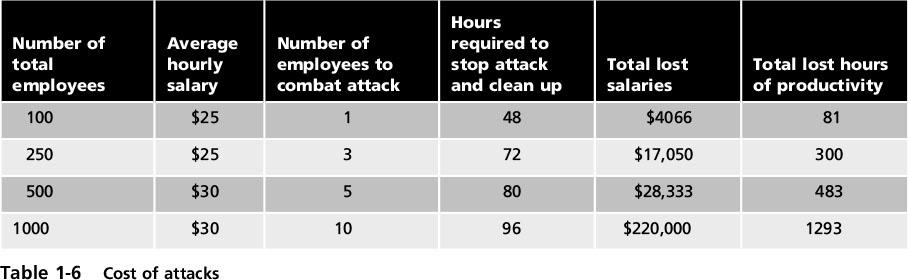 Number of total employees Average hourly salary Number of employees to combat attack Hours required to stop attack and clean up Total lost salaries Total lost hours of productivity
100 $25 1 48 $4066 81
250 $25 3 72 $17,050 300
500 $30 5 80 $28,333 483
1000 $30 10 96 $220,000 1293
Table 1-6 Cost of attacks